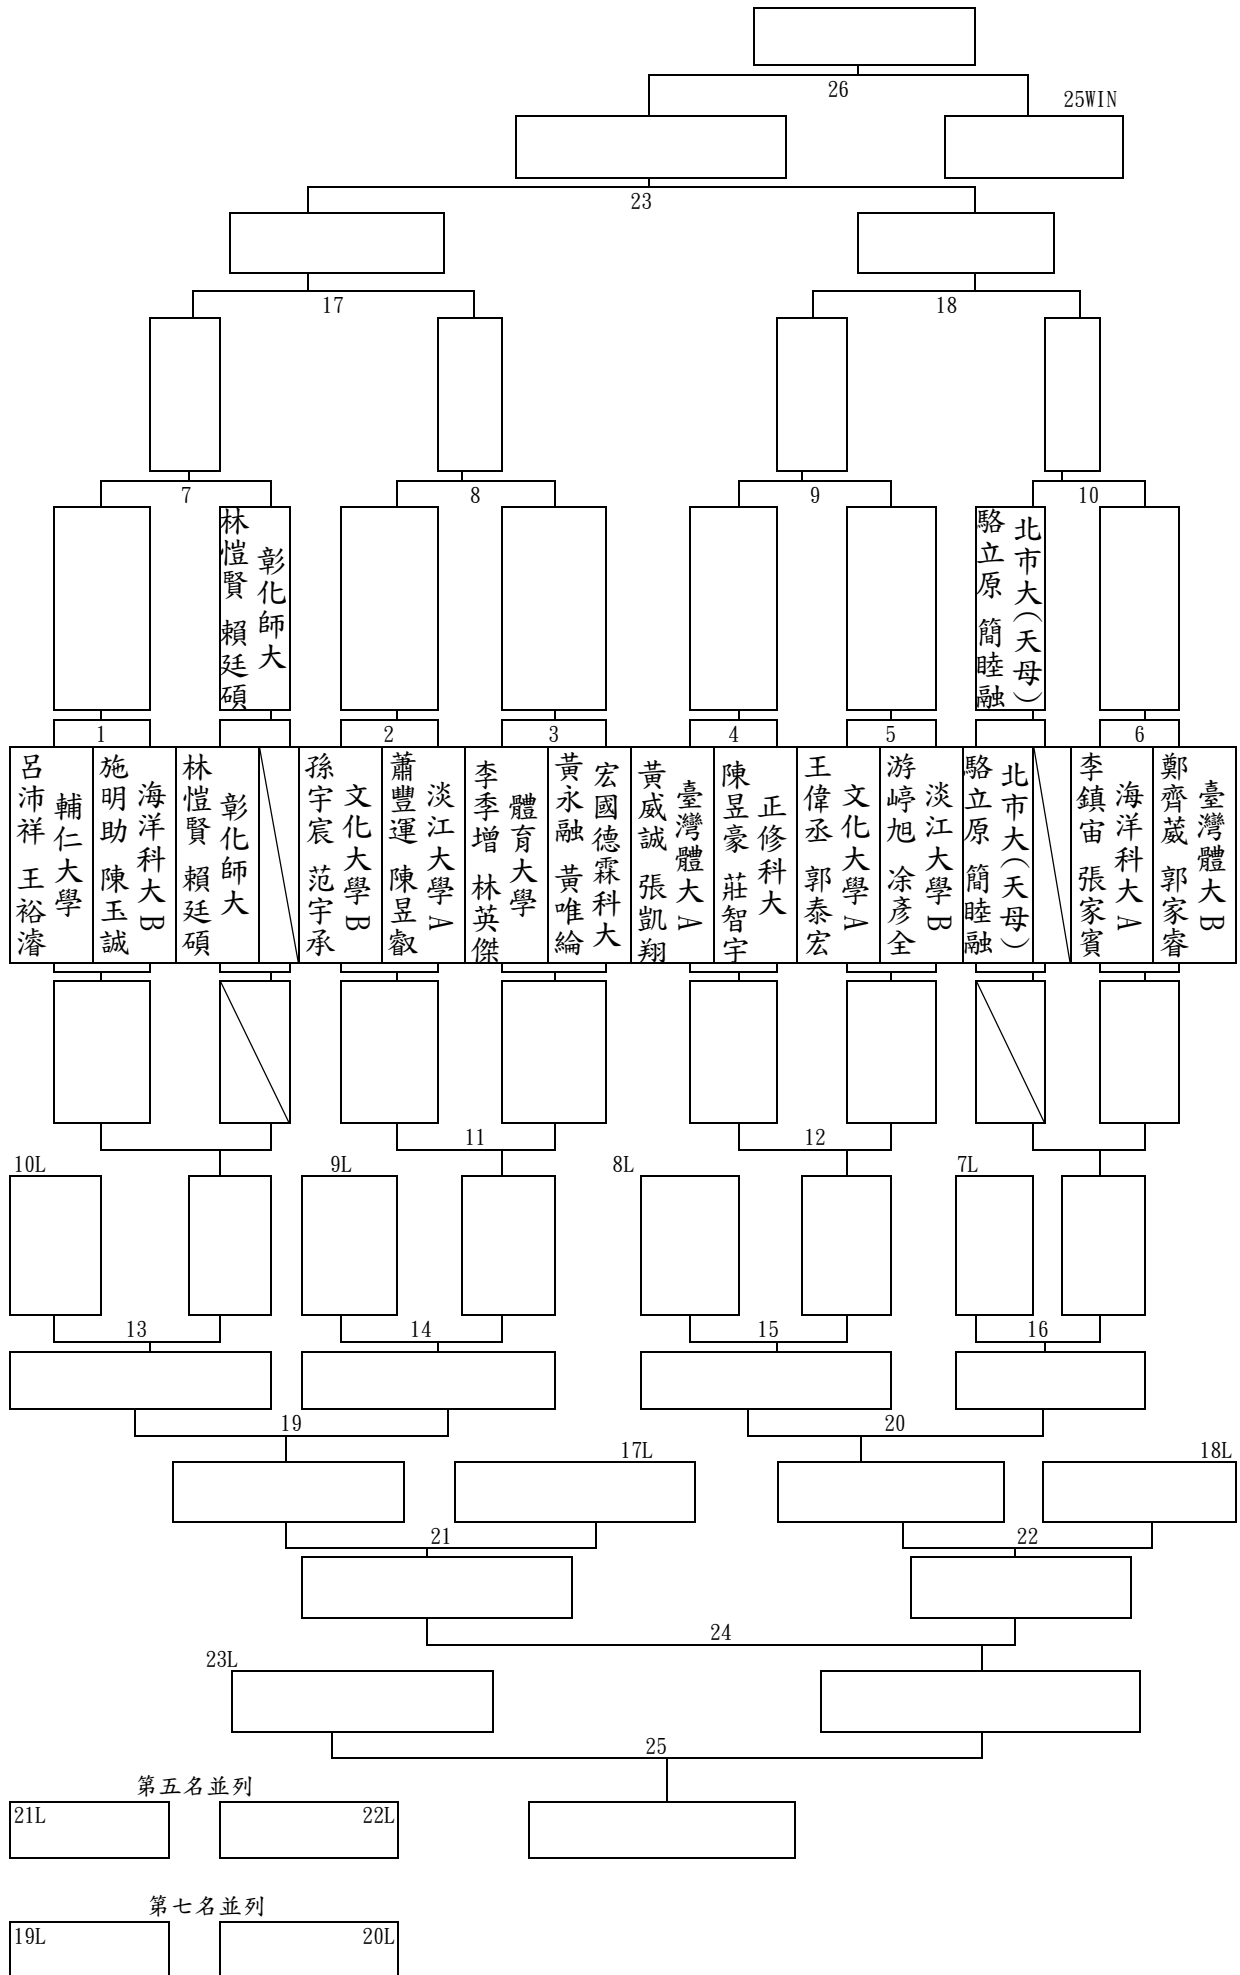 26
25WIN
23
17
18
7
8
9
10
彰化師大
林愷賢 賴廷碩
北市大(天母)
駱立原 簡睦融
1
2
3
4
5
6
輔仁大學
呂沛祥 王裕濬
海洋科大B
施明助 陳玉誠
彰化師大
林愷賢 賴廷碩
文化大學B
孫宇宸 范宇承
淡江大學A
蕭豐運 陳昱叡
體育大學
李季增 林英傑
宏國德霖科大
黃永融 黃唯綸
臺灣體大A
黃威誠 張凱翔
正修科大
陳昱豪 莊智宇
文化大學A
王偉丞 郭泰宏
淡江大學B
游崞旭 凃彥全
北市大(天母)
駱立原 簡睦融
海洋科大A
李鎮宙 張家賓
臺灣體大B
鄭齊葳 郭家睿
11
12
10L
9L
8L
7L
13
14
15
16
19
20
17L
18L
21
22
24
23L
25
第五名並列
21L
22L
第七名並列
19L
20L